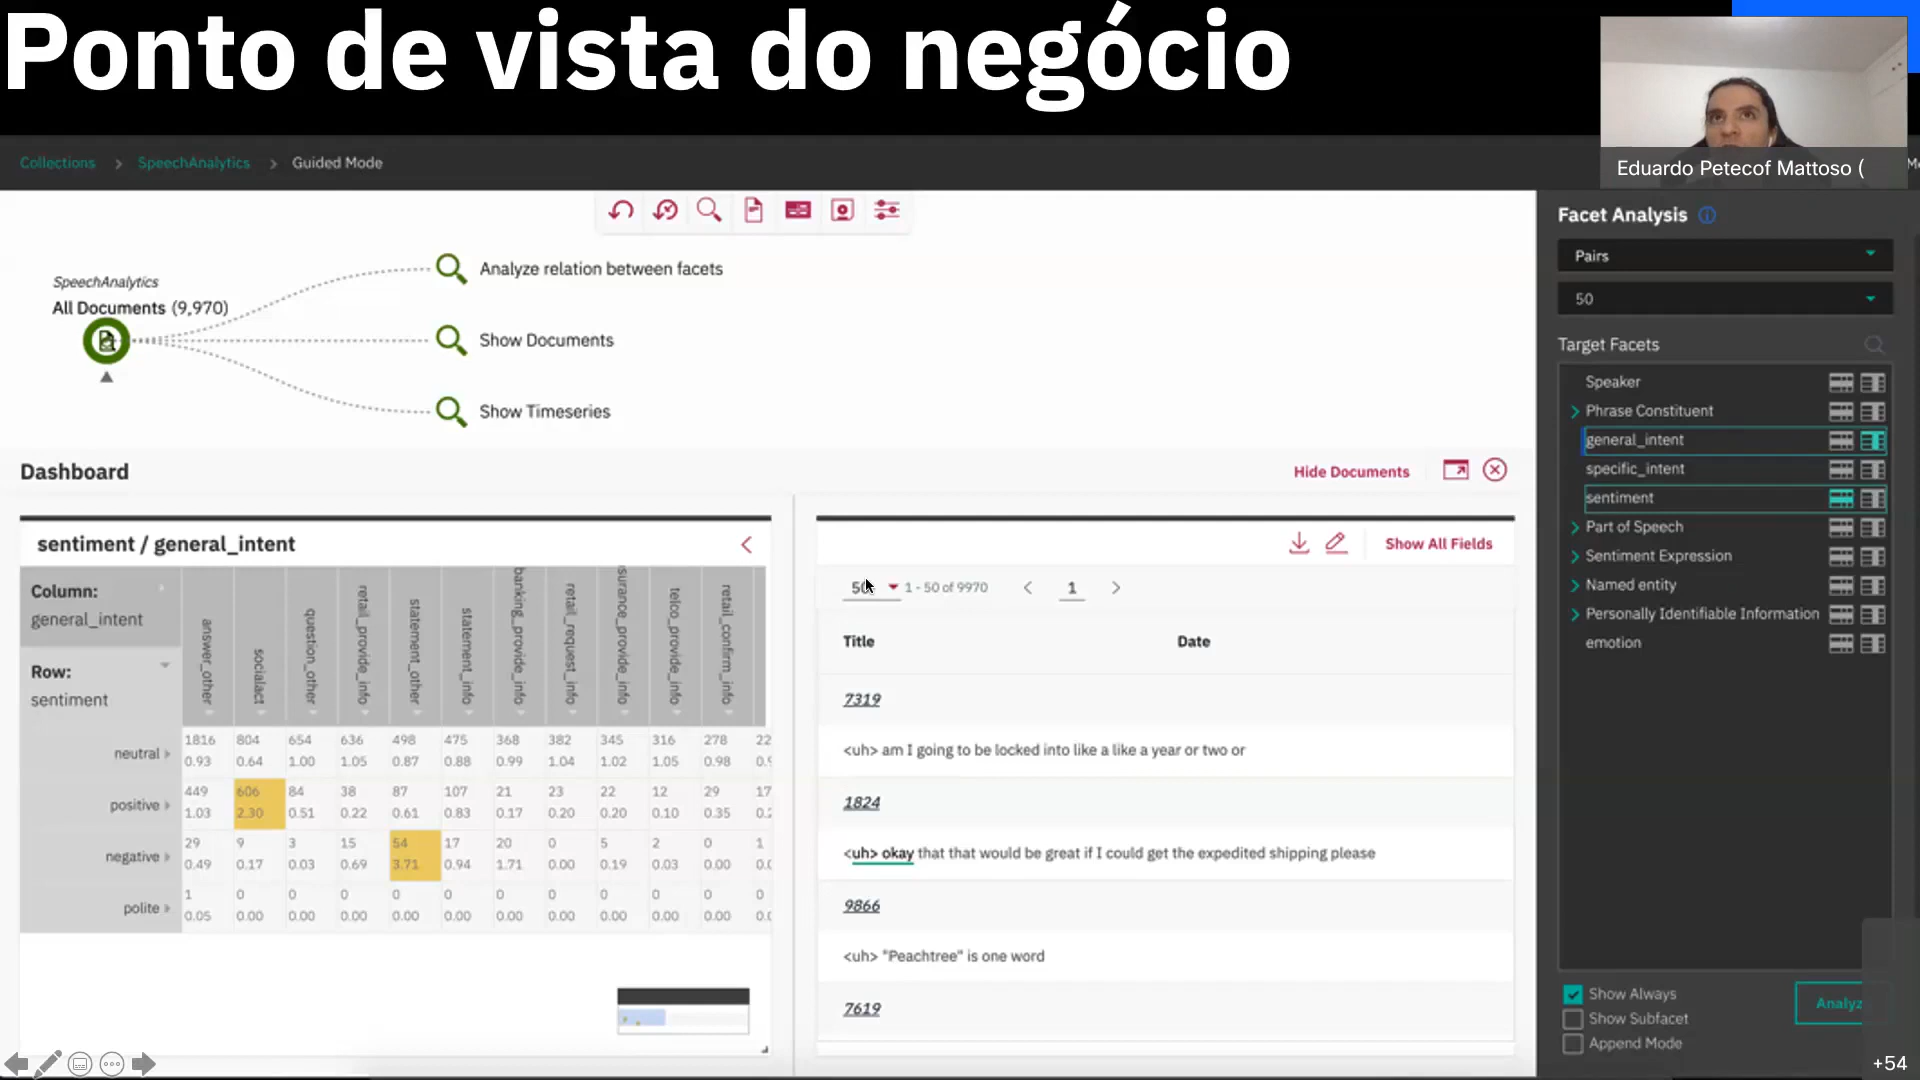 Ponto de vista do negócio
Eduardo Petecof Mattoso (
Collections > SpeechAnalytics > Guided Mode
SpeechAnalytics
All Documents (9,970)
Analyze relation between facets
Show Documents
Show Timeseries
Dashboard
Hide Documents
sentiment / general_intent
Column:
general_intent
Row:
sentiment
answer_other
socialact
question_other
retail_provide_info
statement_other
statement_info
banking_provide_info
retail_request_info
surance_provide_info
telco_provide_info
retail_confirm_info
neutral
1816 804 654 636 498 475 368 382 345 316 278 22
0.93 0.64 1.00 1.05 0.87 0.88 0.99 1.04 1.02 1.05 0.98
positive
449 606 84 38 87 107 21 23 22 12 29 17
1.03 2.30 0.51 0.22 0.61 0.83 0.17 0.20 0.20 0.10 0.35
negative
29 9 3 15 54 17 20 0 5 2 0 1
0.49 0.17 0.03 0.69 3.71 0.94 1.71 0.00 0.19 0.03 0.00
polite
1 0 0 0 0 0 0 0 0 0 0 0
0.05 0.00 0.00 0.00 0.00 0.00 0.00 0.00 0.00 0.00 0.00
Show All Fields
50 1 - 50 of 9970 < 1 >
Title Date
7319
<uh> am I going to be locked into like a like a year or two or
1824
<uh> okay that that would be great if I could get the expedited shipping please
9866
<uh> "Peachtree" is one word
7619
Facet Analysis
Pairs
50
Target Facets
Speaker
Phrase Constituent
general_intent
specific_intent
sentiment
Part of Speech
Sentiment Expression
Named entity
Personally Identifiable Information
emotion
Show Always
Show Subfacet
Append Mode
Analyz
+54